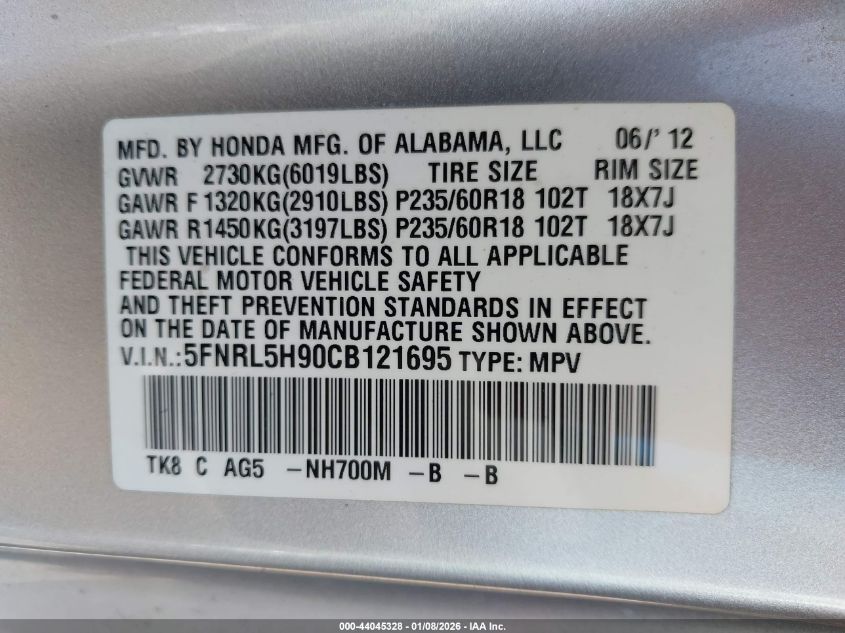 MFD. BY HONDA MFG. OF ALABAMA, LLC 06/' 12
GVWR 2730KG(6019LBS) TIRE SIZE RIM SIZE
GAWR F 1320KG(2910LBS) P235/60R18 102T 18X7J
GAWR R1450KG(3197LBS) P235/60R18 102T 18X7J
THIS VEHICLE CONFORMS TO ALL APPLICABLE
FEDERAL MOTOR VEHICLE SAFETY
AND THEFT PREVENTION STANDARDS IN EFFECT
ON THE DATE OF MANUFACTURE SHOWN ABOVE.
V.I.N.:5FNRL5H90CB121695 TYPE: MPV
TK8 C AG5 -NH700M -B -B
000-44045328 - 01/08/2026 - IAA Inc.